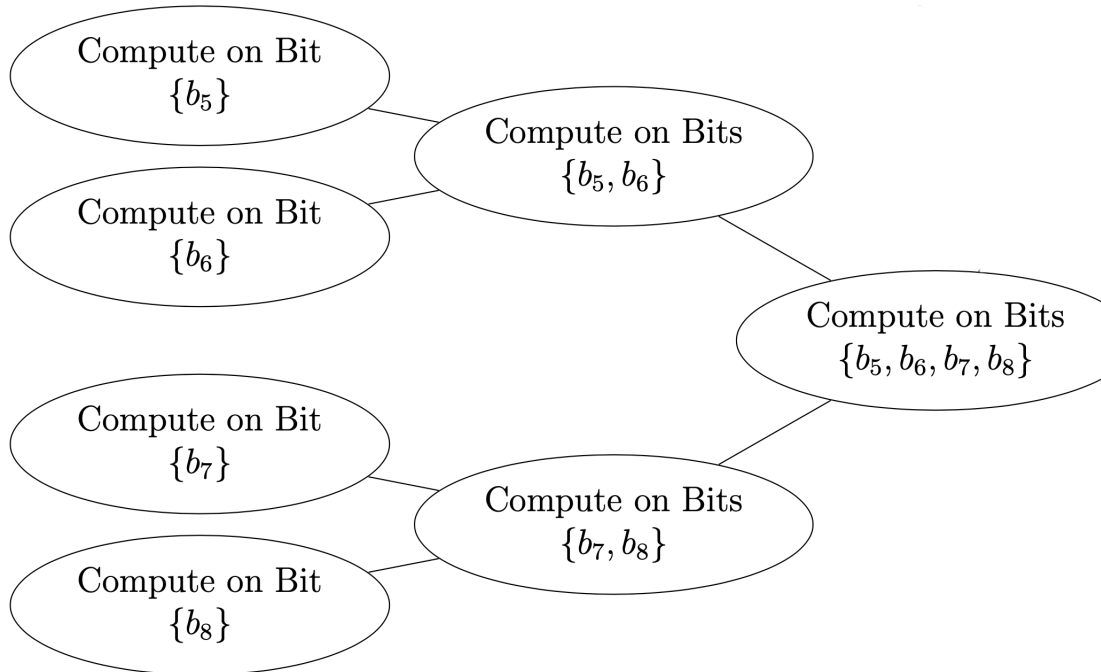 Compute on Bit
{b₅}
Compute on Bits
{b₅, b₆}
Compute on Bit
{b₆}
Compute on Bits
{b₅, b₆, b₇, b₈}
Compute on Bit
{b₇}
Compute on Bits
{b₇, b₈}
Compute on Bit
{b₈}